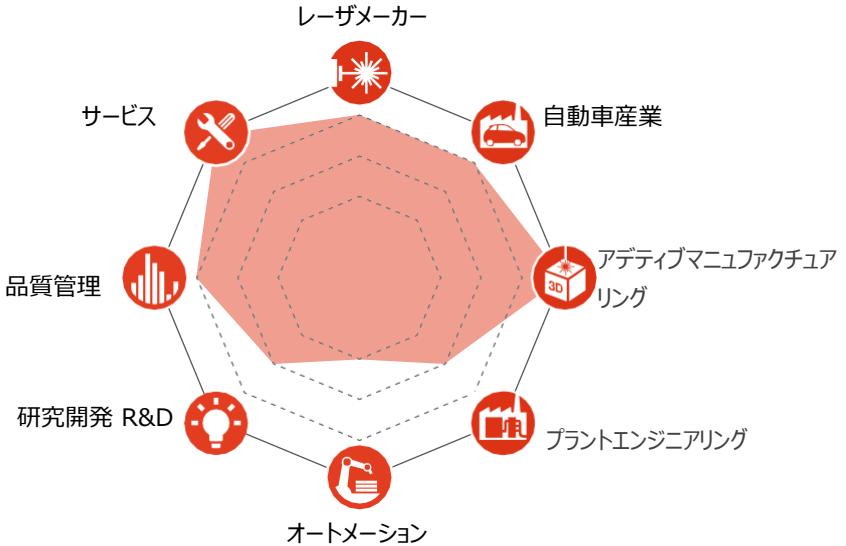 レーザメーカー
サービス
自動車産業
品質管理
アデティブマニュファクチュア
リング
3D
研究開発 R&D
プラントエンジニアリング
オートメーション